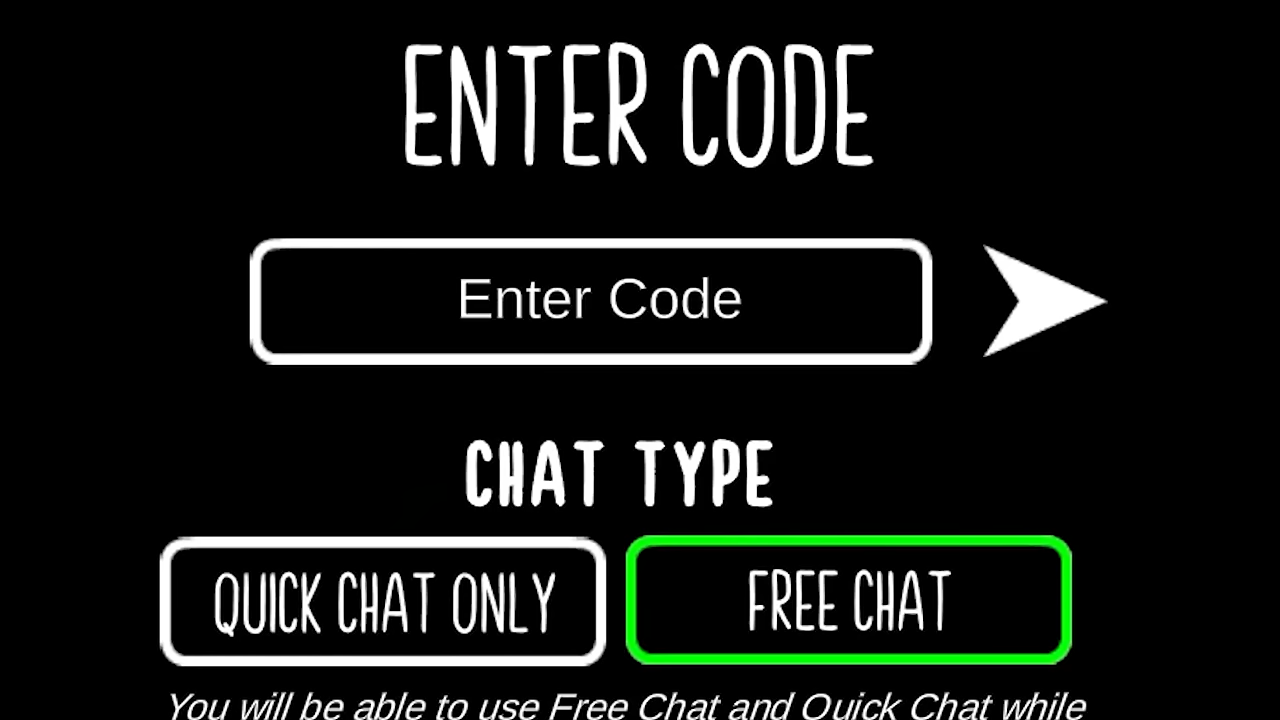 ENTER CODE
Enter Code
CHAT TYPE
QUICK CHAT ONLY
FREE CHAT
You will be able to use Free Chat and Quick Chat while